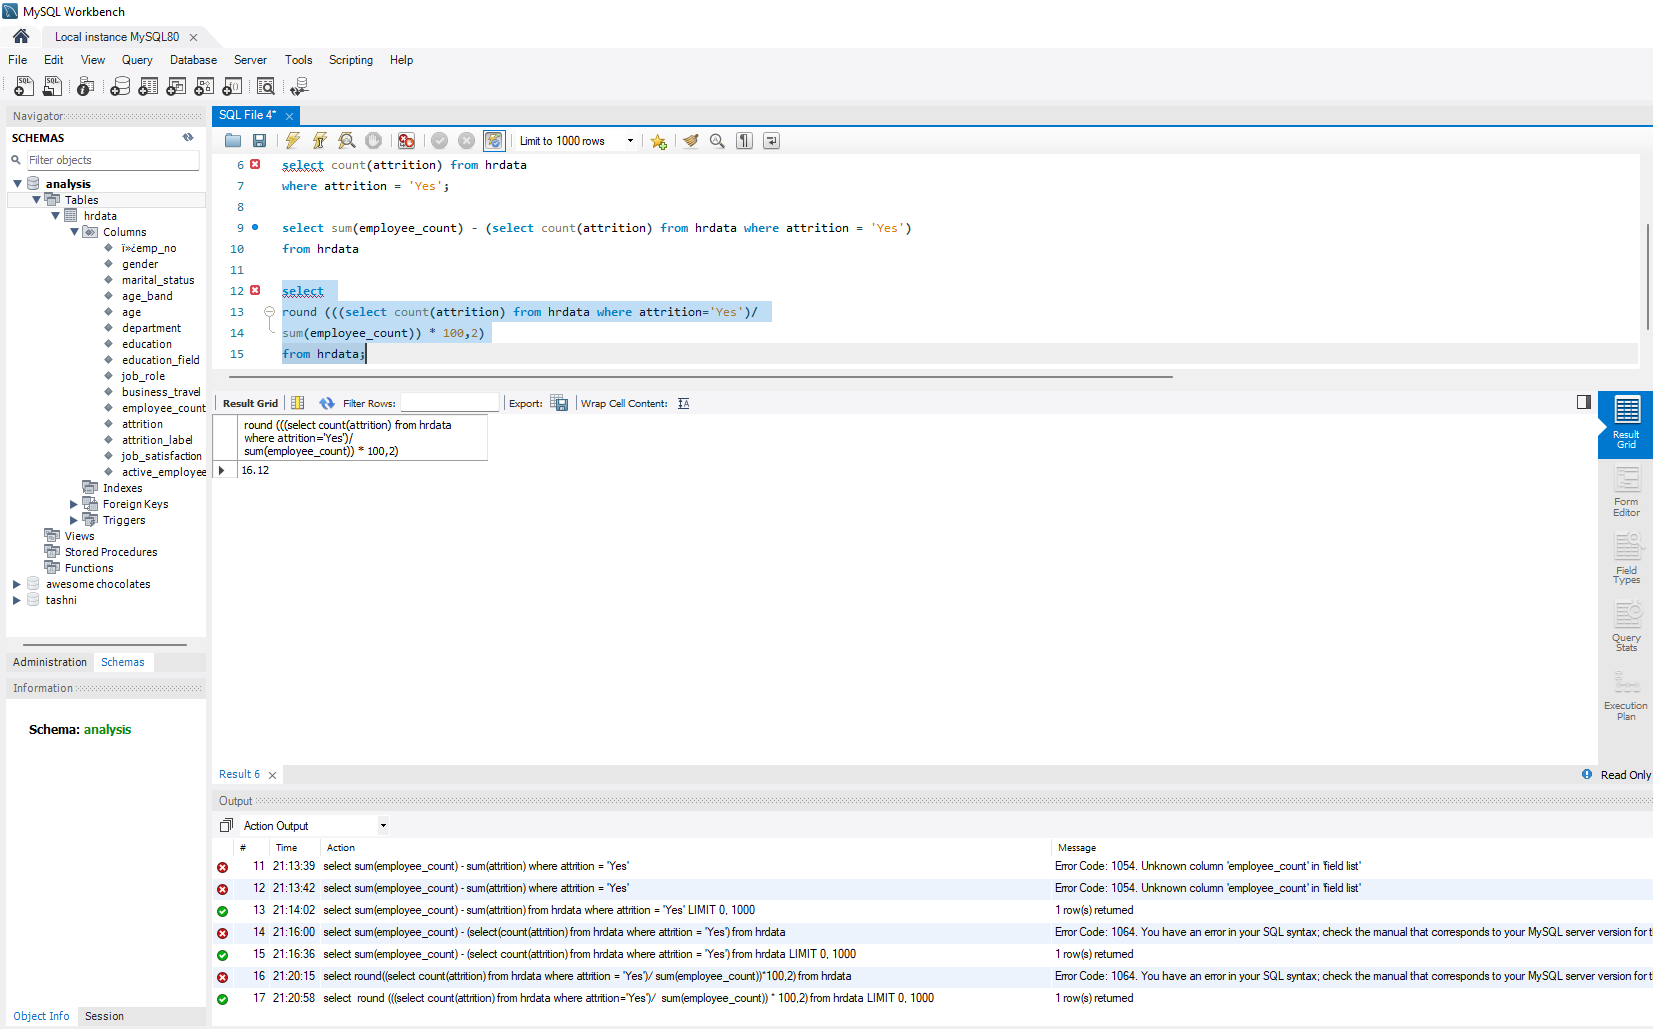 MySQL Workbench
Local instance MySQL80
File Edit View Query Database Server Tools Scripting Help
Navigator
SCHEMAS
Filter objects
analysis
Tables
hrdata
Columns
ï»¿emp_no
gender
marital_status
age_band
age
department
education
education_field
job_role
business_travel
employee_count
attrition
attrition_label
job_satisfaction
active_employee
Indexes
Foreign Keys
Triggers
Views
Stored Procedures
Functions
awesome chocolates
tashni
Administration Schemas
Information
Schema: analysis
Object Info Session
SQL File 4*
Limit to 1000 rows
6 select count(attrition) from hrdata
7 where attrition = 'Yes';
8
9 select sum(employee_count) - (select count(attrition) from hrdata where attrition = 'Yes')
10 from hrdata
11
12 select
13 round (((select count(attrition) from hrdata where attrition='Yes')/
14 sum(employee_count)) * 100,2)
15 from hrdata;
Result Grid Filter Rows: Export: Wrap Cell Content:
round (((select count(attrition) from hrdata
where attrition='Yes')/
sum(employee_count)) * 100,2)
16.12
Result
Grid
Form
Editor
Field
Types
Query
Stats
Execution
Plan
Result 6
Read Only
Output
Action Output
# Time Action Message
11 21:13:39 select sum(employee_count) - sum(attrition) where attrition = 'Yes' Error Code: 1054. Unknown column 'employee_count' in 'field list'
12 21:13:42 select sum(employee_count) - sum(attrition) where attrition = 'Yes' Error Code: 1054. Unknown column 'employee_count' in 'field list'
13 21:14:02 select sum(employee_count) - sum(attrition) from hrdata where attrition = 'Yes' LIMIT 0, 1000 1 row(s) returned
14 21:16:00 select sum(employee_count) - (select(count(attrition) from hrdata where attrition = 'Yes') from hrdata Error Code: 1064. You have an error in your SQL syntax; check the manual that corresponds to your MySQL server version for
15 21:16:36 select sum(employee_count) - (select count(attrition) from hrdata where attrition = 'Yes') from hrdata LIMIT 0, 1000 1 row(s) returned
16 21:20:15 select round((select count(attrition) from hrdata where attrition = 'Yes')/ sum(employee_count))*100,2) from hrdata Error Code: 1064. You have an error in your SQL syntax; check the manual that corresponds to your MySQL server version for
17 21:20:58 select round (((select count(attrition) from hrdata where attrition='Yes')/ sum(employee_count)) * 100,2) from hrdata LIMIT 0, 1000 1 row(s) returned